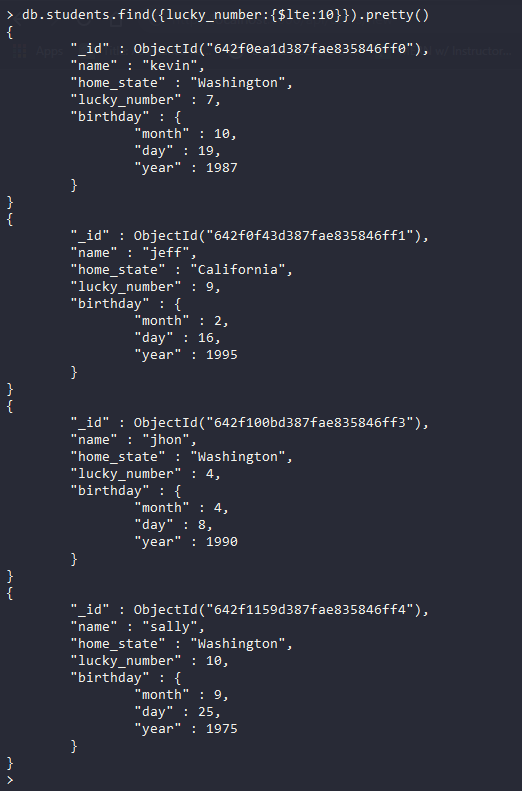 > db.students.find({lucky_number:{$lte:10}}).pretty()
{
        "_id" : ObjectId("642f0ea1d387fae835846ff0"),
        "name" : "kevin",
        "home_state" : "Washington",
        "lucky_number" : 7,
        "birthday" : {
                "month" : 10,
                "day" : 19,
                "year" : 1987
        }
}
{
        "_id" : ObjectId("642f0f43d387fae835846ff1"),
        "name" : "jeff",
        "home_state" : "California",
        "lucky_number" : 9,
        "birthday" : {
                "month" : 2,
                "day" : 16,
                "year" : 1995
        }
}
{
        "_id" : ObjectId("642f100bd387fae835846ff3"),
        "name" : "jhon",
        "home_state" : "Washington",
        "lucky_number" : 4,
        "birthday" : {
                "month" : 4,
                "day" : 8,
                "year" : 1990
        }
}
{
        "_id" : ObjectId("642f1159d387fae835846ff4"),
        "name" : "sally",
        "home_state" : "Washington",
        "lucky_number" : 10,
        "birthday" : {
                "month" : 9,
                "day" : 25,
                "year" : 1975
        }
}
>